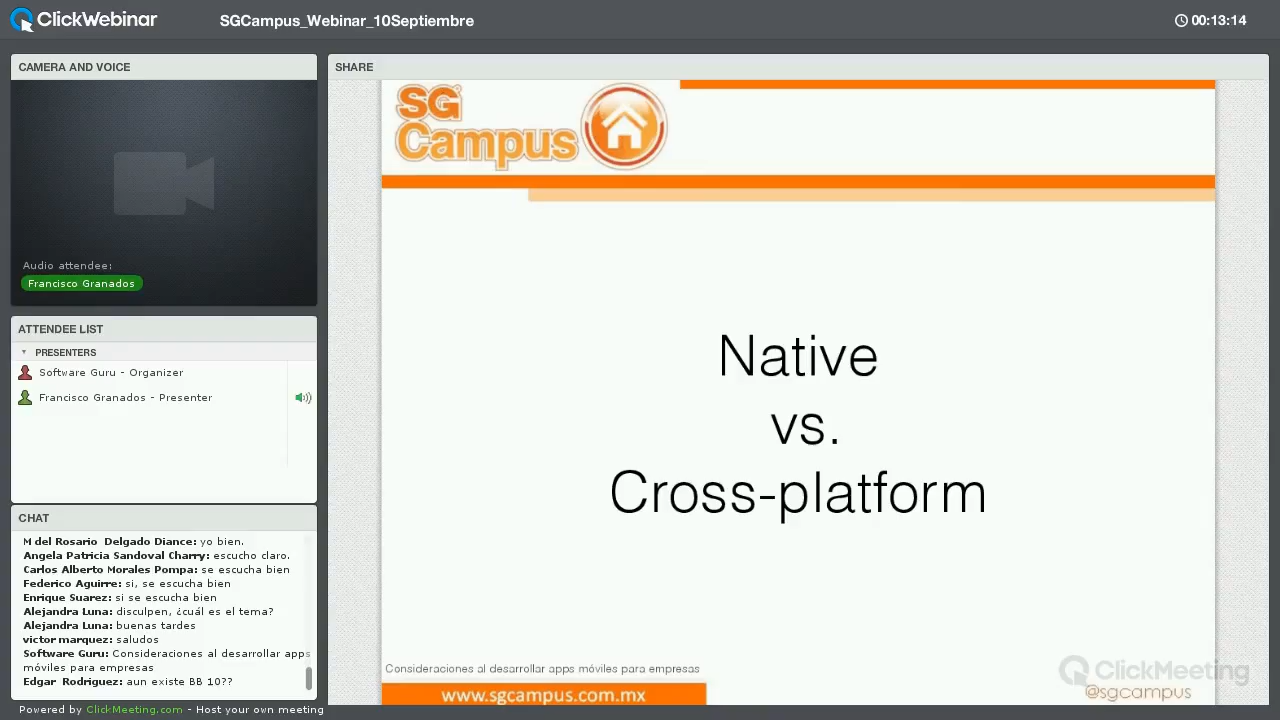 ClickWebinar
SGCampus_Webinar_10Septiembre
00:13:14
CAMERA AND VOICE
Audio attendee:
Francisco Granados
ATTENDEE LIST
PRESENTERS
Software Guru - Organizer
Francisco Granados - Presenter
CHAT
M del Rosario Delgado Diance: yo bien.
Angela Patricia Sandoval Charry: escucho claro.
Carlos Alberto Morales Pompa: se escucha bien
Federico Aguirre: si, se escucha bien
Enrique Suarez: si se escucha bien
Alejandra Luna: disculpen, ¿cuál es el tema?
Alejandra Luna: buenas tardes
victor marquez: saludos
Software Guru: Consideraciones al desarrollar apps
móviles para empresas
Edgar Rodriguez: aun existe BB 10??
Powered by ClickMeeting.com - Host your own meeting
SHARE
SG
Campus
Native
vs.
Cross-platform
Consideraciones al desarrollar apps móviles para empresas
www.sgcampus.com.mx
ClickMeeting
@sgcampus